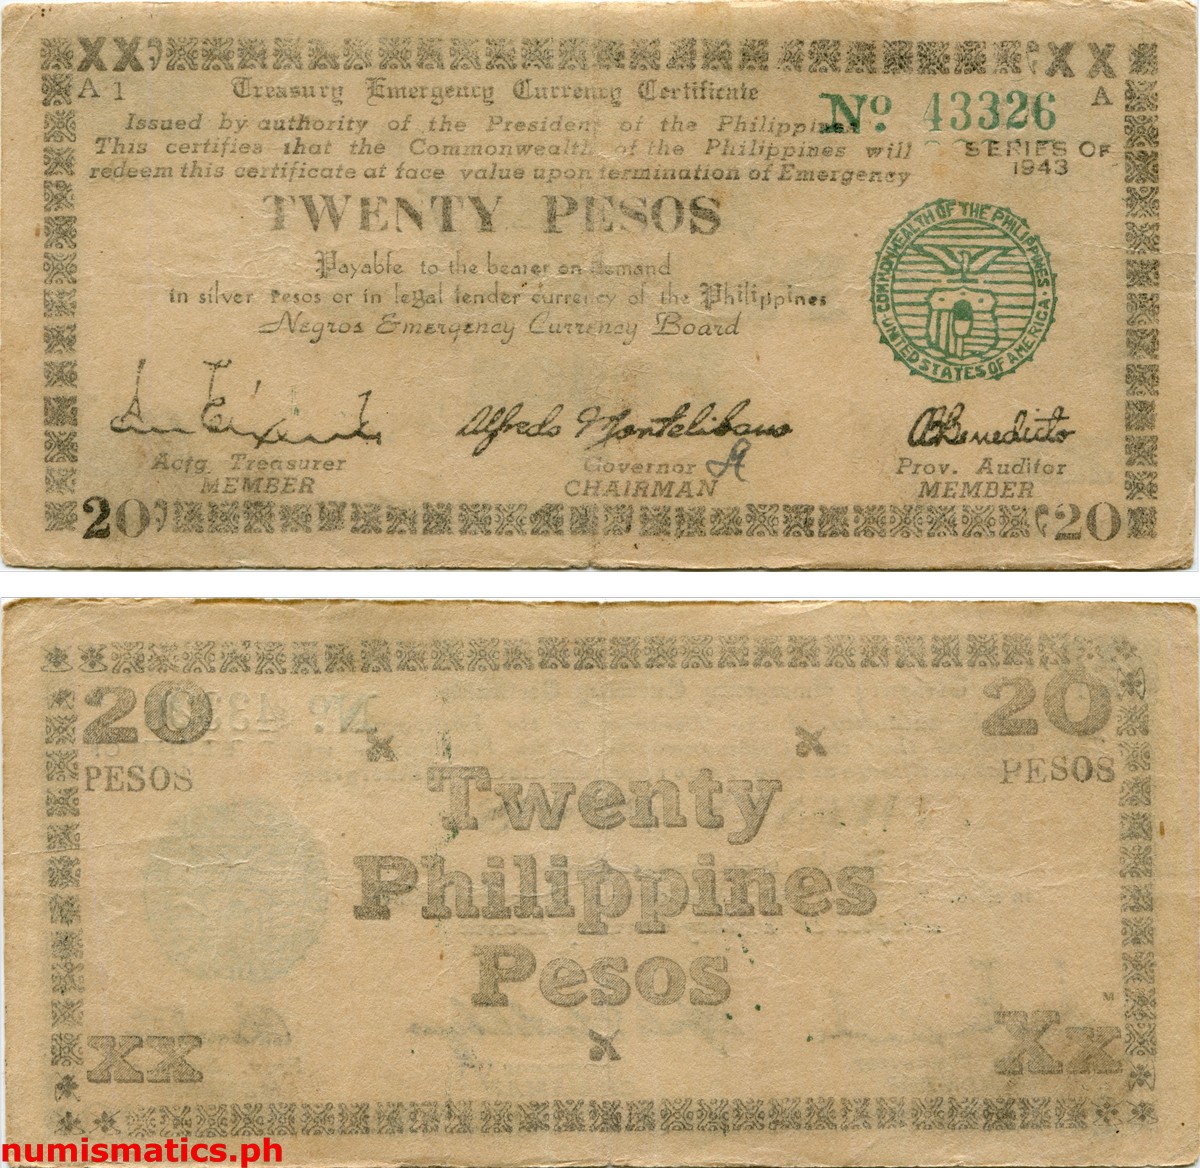 XX XX
A 1 Treasury Emergency Currency Certificate A
Nº 43326
Issued by authority of the President of the Philippines
This certifies that the Commonwealth of the Philippines will
SERIES OF
1943
redeem this certificate at face value upon termination of Emergency
TWENTY PESOS
COMMONWEALTH OF THE PHILIPPINES
UNITED STATES OF AMERICA
Payable to the bearer on demand
in silver Pesos or in legal tender currency of the Philippines
Negros Emergency Currency Board
Alfredo Montelibano
ABBenedicto
Actg. Treasurer Governor Prov. Auditor
MEMBER CHAIRMAN MEMBER
20 20
20 20
PESOS PESOS
Twenty
Philippines
Pesos
M
XX Xx
numismatics.ph